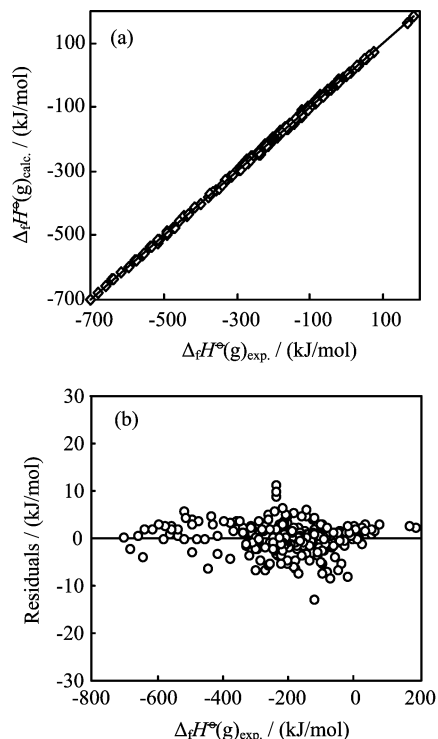 (a)
100
-100
-300
-500
-700
ΔfH⊖(g)calc. / (kJ/mol)
-700 -500 -300 -100 100
ΔfH⊖(g)exp. / (kJ/mol)
(b)
30
20
10
0
-10
-20
-30
Residuals / (kJ/mol)
-800 -600 -400 -200 0 200
ΔfH⊖(g)exp. / (kJ/mol)